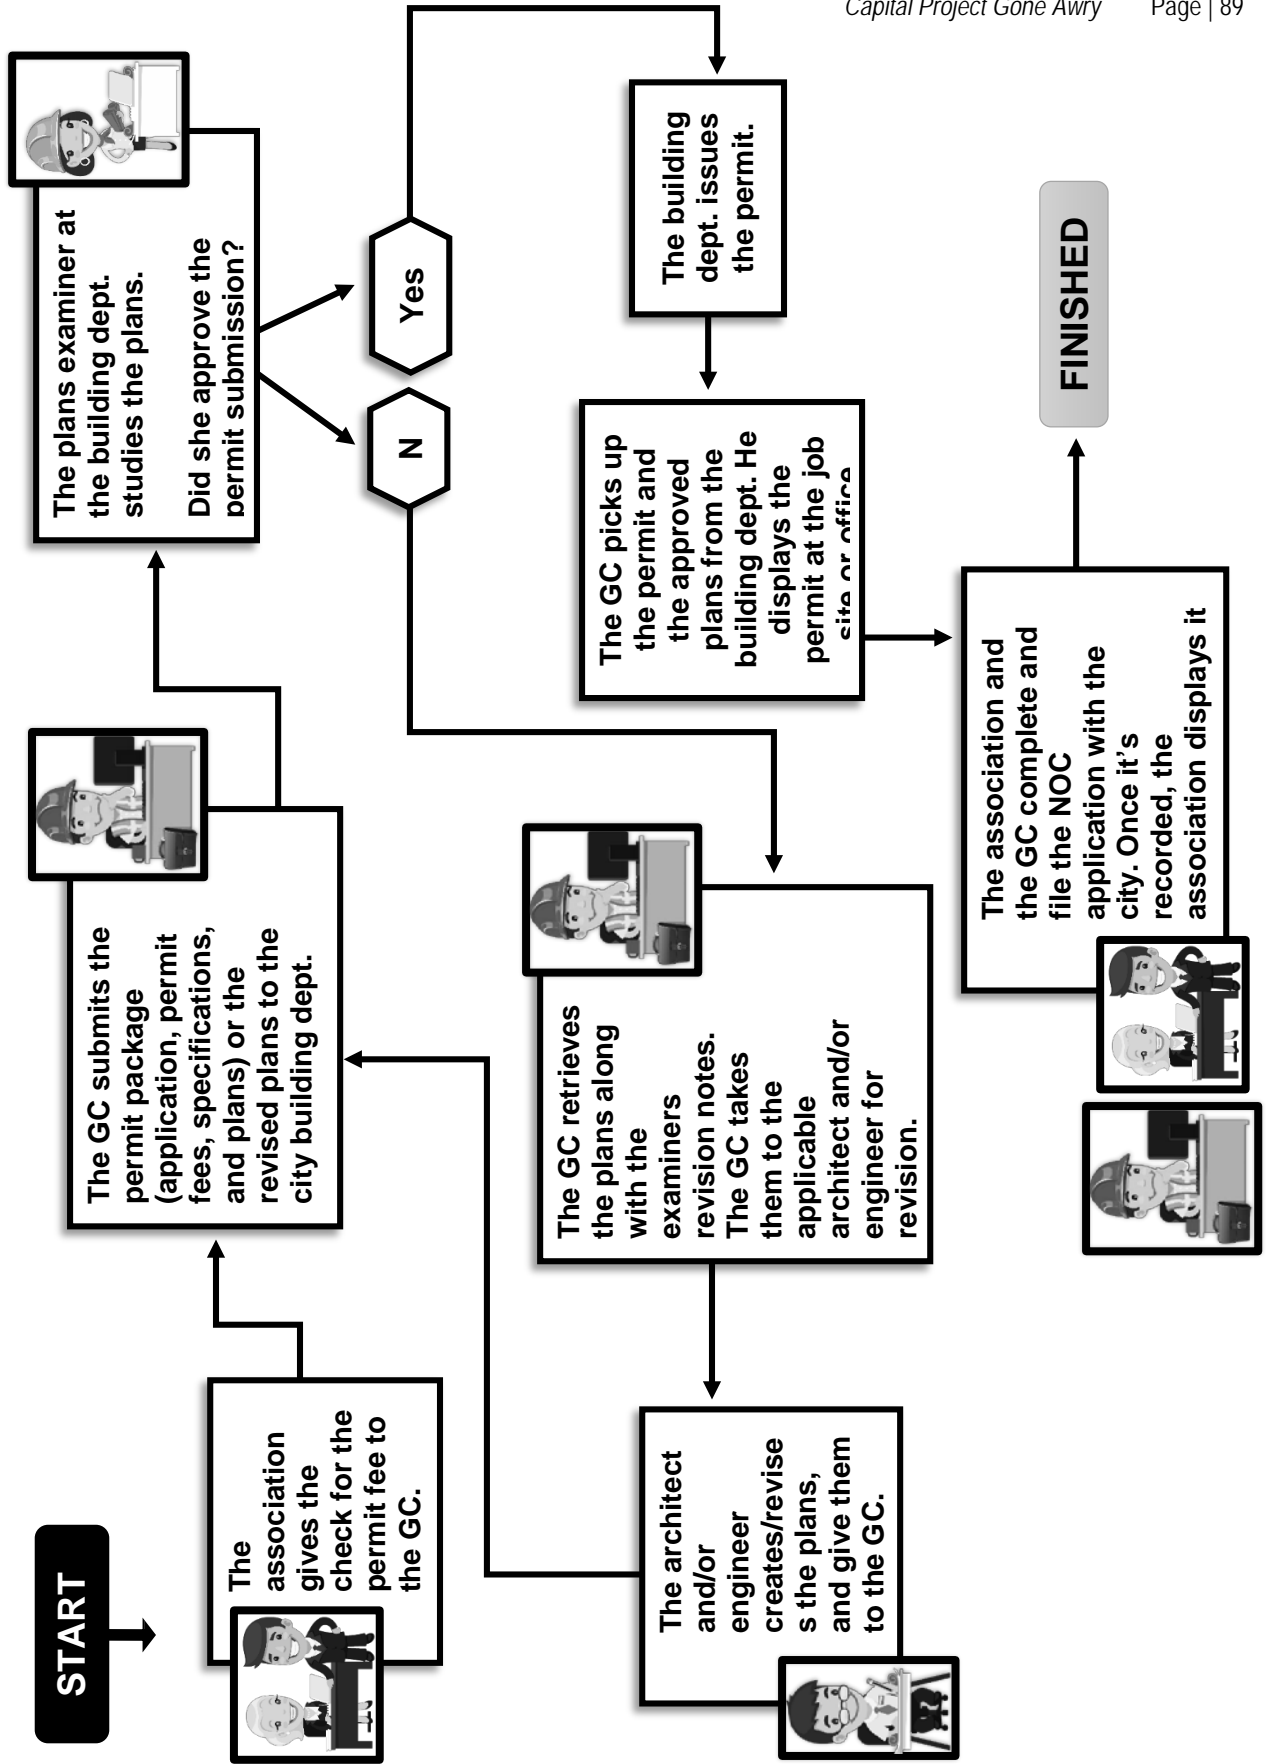 Capital Project Gone Awry Page | 89
START
The
association
gives the
check for the
permit fee to
the GC.
The GC submits the
permit package
(application, permit
fees, specifications,
and plans) or the
revised plans to the
city building dept.
The plans examiner at
the building dept.
studies the plans.
Did she approve the
permit submission?
N
Yes
The architect
and/or
engineer
creates/revise
s the plans,
and give them
to the GC.
The GC retrieves
the plans along
with the
examiners
revision notes.
The GC takes
them to the
applicable
architect and/or
engineer for
revision.
The building
dept. issues
the permit.
The GC picks up
the permit and
the approved
plans from the
building dept. He
displays the
permit at the job
site or office
The association and
the GC complete and
file the NOC
application with the
city. Once it’s
recorded, the
association displays it
FINISHED